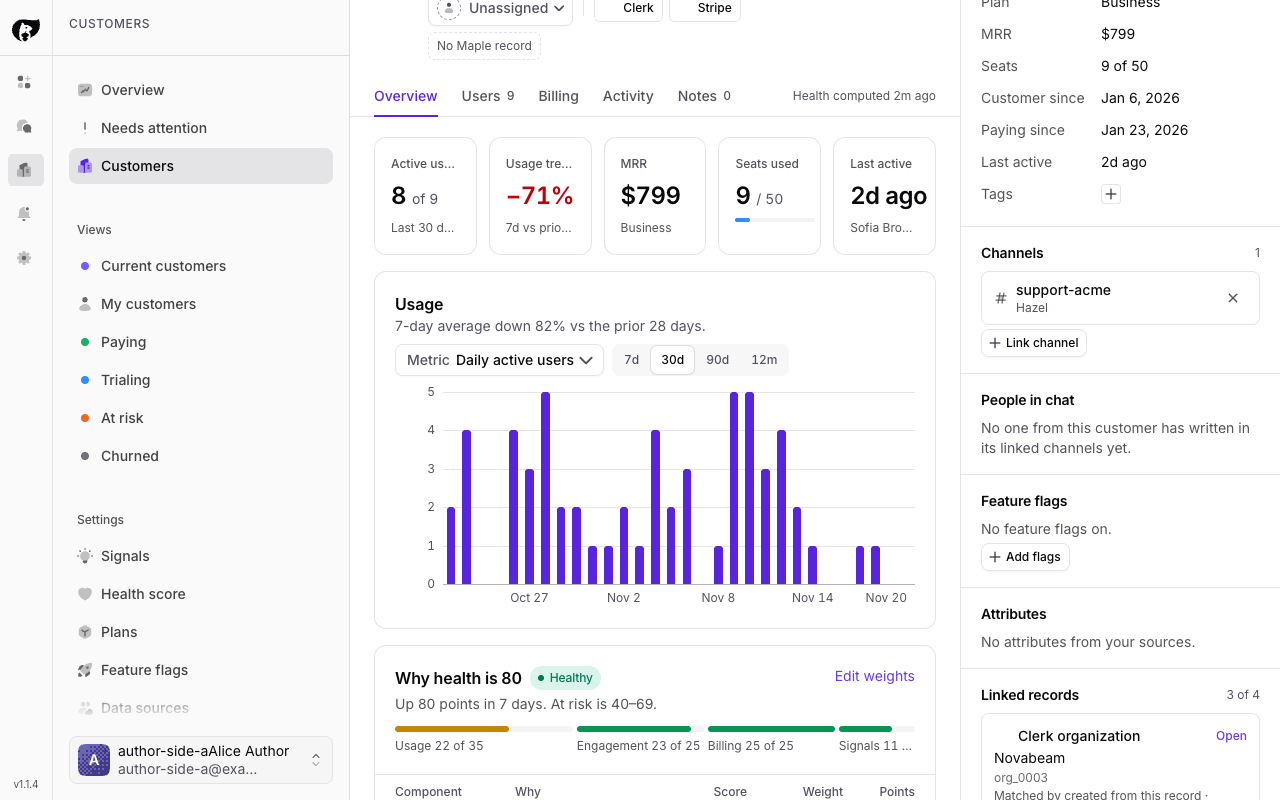 CUSTOMERS
Overview
Needs attention
Customers
Views
Current customers
My customers
Paying
Trialing
At risk
Churned
Settings
Signals
Health score
Plans
Feature flags
Data sources
A
author-side-aAlice Author
author-side-a@exa...
v1.1.4
Unassigned
Clerk
Stripe
No Maple record
Overview
Users 9
Billing
Activity
Notes 0
Health computed 2m ago
Active us...
8 of 9
Last 30 d...
Usage tre...
−71%
7d vs prio...
MRR
$799
Business
Seats used
9 / 50
Last active
2d ago
Sofia Bro...
Usage
7-day average down 82% vs the prior 28 days.
Metric Daily active users
7d
30d
90d
12m
5
4
3
2
1
0
Oct 27
Nov 2
Nov 8
Nov 14
Nov 20
Why health is 80
Healthy
Edit weights
Up 80 points in 7 days. At risk is 40–69.
Usage 22 of 35
Engagement 23 of 25
Billing 25 of 25
Signals 11 ...
Component
Why
Score
Weight
Points
Plan
Business
MRR
$799
Seats
9 of 50
Customer since
Jan 6, 2026
Paying since
Jan 23, 2026
Last active
2d ago
Tags
Channels
1
# support-acme
Hazel
Link channel
People in chat
No one from this customer has written in
its linked channels yet.
Feature flags
No feature flags on.
Add flags
Attributes
No attributes from your sources.
Linked records
3 of 4
Clerk organization
Open
Novabeam
org_0003
Matched by created from this record ·